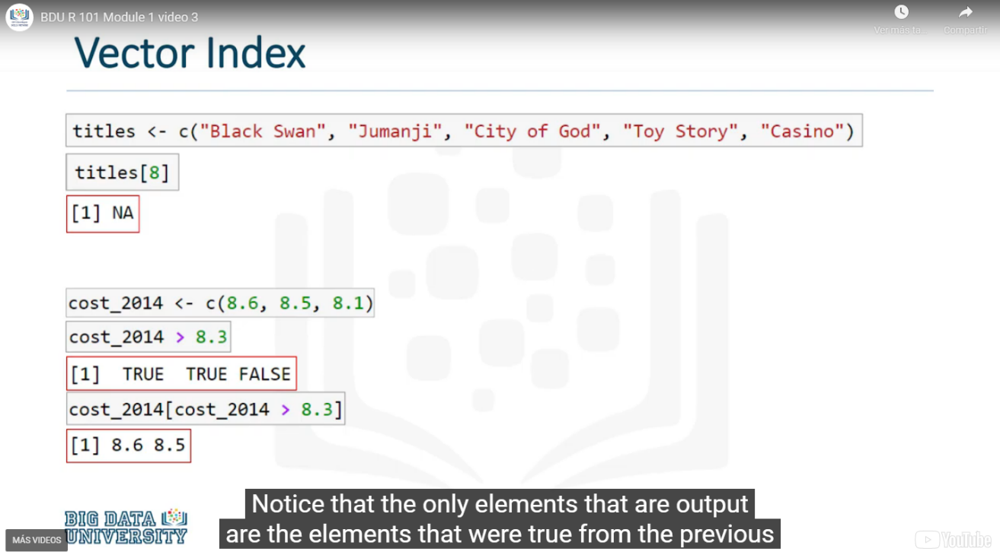 BDU R 101 Module 1 video 3
Ver más ta...
Compartir
Vector Index
titles <- c("Black Swan", "Jumanji", "City of God", "Toy Story", "Casino")
titles[8]
[1] NA
cost_2014 <- c(8.6, 8.5, 8.1)
cost_2014 > 8.3
[1]  TRUE  TRUE FALSE
cost_2014[cost_2014 > 8.3]
[1] 8.6 8.5
Notice that the only elements that are output
are the elements that were true from the previous
BIG DATA
UNIVERSITY
MÁS VIDEOS
YouTube